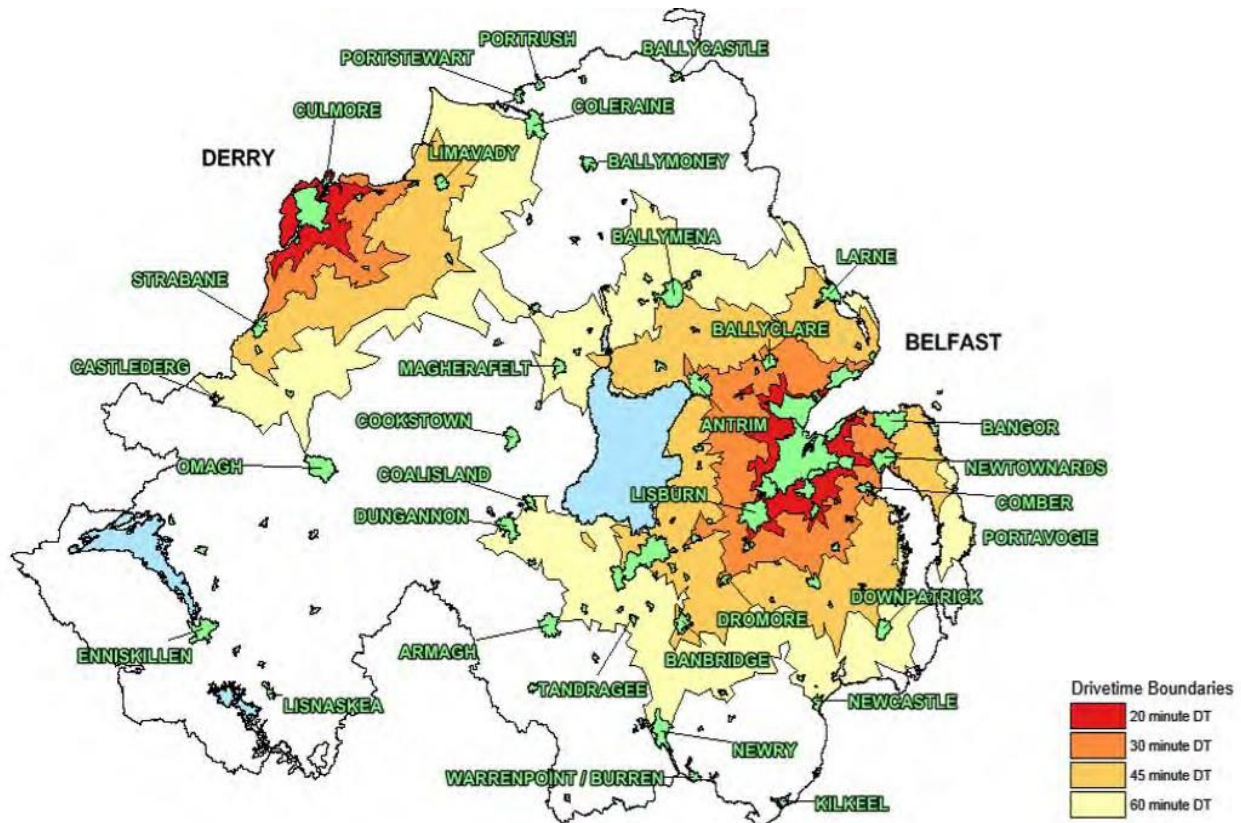 PORTRUSH
PORTSTEWART
BALLYCASTLE
CULMORE
COLERAINE
DERRY
LIMAVADY
BALLYMONEY
BALLYMENA
LARNE
STRABANE
BALLYCLARE
BELFAST
CASTLEDERG
MAGHERAFELT
COOKSTOWN
ANTRIM
BANGOR
OMAGH
COALISLAND
NEWTOWNARDS
LISBURN
COMBER
DUNGANNON
PORTAVOGIE
DOWNPATRICK
DROMORE
ENNISKILLEN
ARMAGH
BANBRIDGE
TANDRAGEE
LISNASKEA
NEWCASTLE
NEWRY
WARRENPOINT / BURREN
KILKEEL
Drivetime Boundaries
20 minute DT
30 minute DT
45 minute DT
60 minute DT